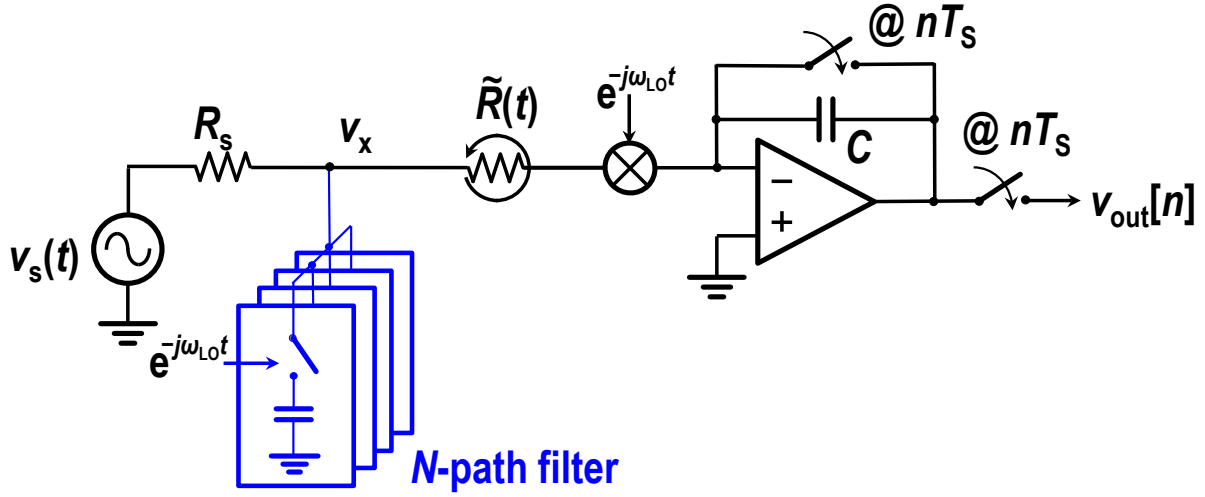 @ nTS
R̃(t)
e−jωLOt
Rs
vx
C
@ nTS
−
+
vout[n]
vs(t)
e−jωLOt
N-path filter